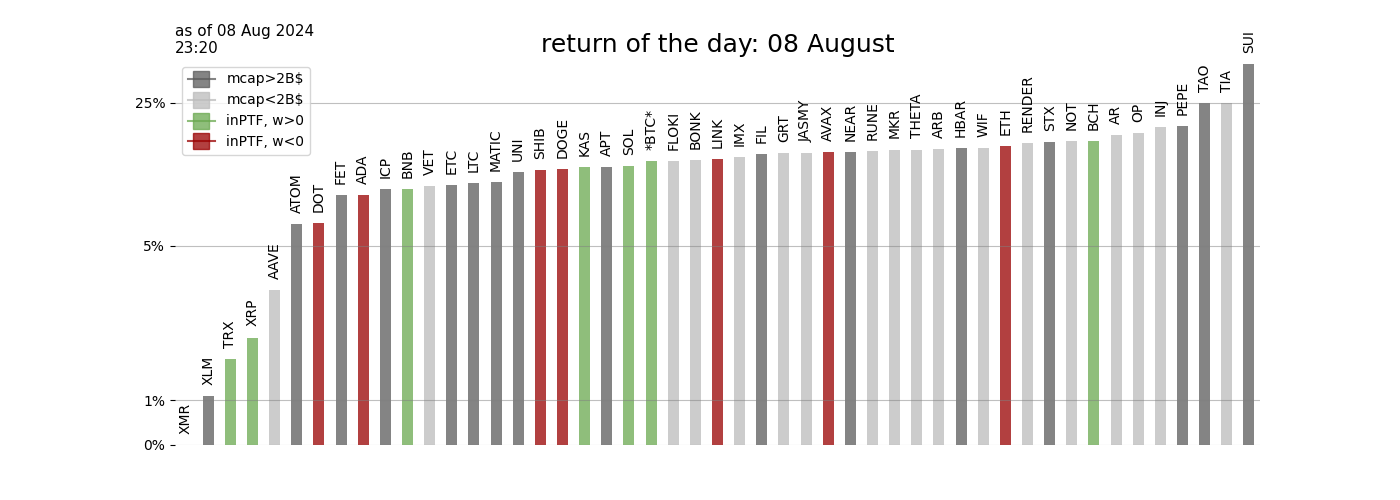 as of 08 Aug 2024
23:20
return of the day: 08 August
mcap>2B$
mcap<2B$
inPTF, w>0
inPTF, w<0
25%
5%
1%
0%
XMR
XLM
TRX
XRP
AAVE
ATOM
DOT
FET
ADA
ICP
BNB
VET
ETC
LTC
MATIC
UNI
SHIB
DOGE
KAS
APT
SOL
*BTC*
FLOKI
BONK
LINK
IMX
FIL
GRT
JASMY
AVAX
NEAR
RUNE
MKR
THETA
ARB
HBAR
WIF
ETH
RENDER
STX
NOT
BCH
AR
OP
INJ
PEPE
TAO
TIA
SUI